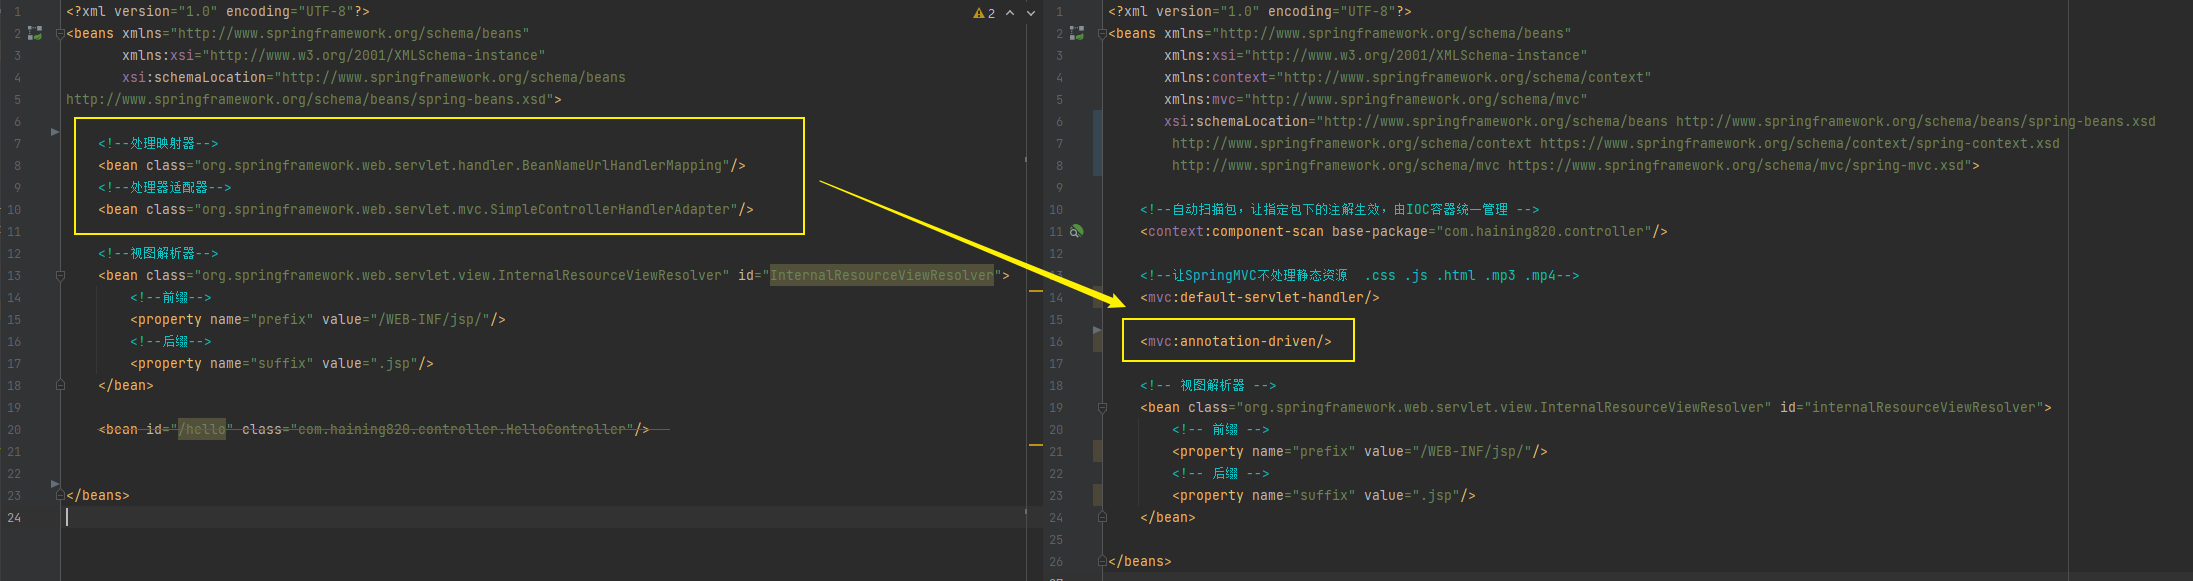 1 <?xml version="1.0" encoding="UTF-8"?>
2 <beans xmlns="http://www.springframework.org/schema/beans"
3 xmlns:xsi="http://www.w3.org/2001/XMLSchema-instance"
4 xsi:schemaLocation="http://www.springframework.org/schema/beans
5 http://www.springframework.org/schema/beans/spring-beans.xsd">
6
7 <!--处理映射器-->
8 <bean class="org.springframework.web.servlet.handler.BeanNameUrlHandlerMapping"/>
9 <!--处理器适配器-->
10 <bean class="org.springframework.web.servlet.mvc.SimpleControllerHandlerAdapter"/>
11
12 <!--视图解析器-->
13 <bean class="org.springframework.web.servlet.view.InternalResourceViewResolver" id="InternalResourceViewResolver">
14 <!--前缀-->
15 <property name="prefix" value="/WEB-INF/jsp/"/>
16 <!--后缀-->
17 <property name="suffix" value=".jsp"/>
18 </bean>
19
20 <bean id="/hello" class="com.haining820.controller.HelloController"/>
21
22
23 </beans>
24
2
1 <?xml version="1.0" encoding="UTF-8"?>
2 <beans xmlns="http://www.springframework.org/schema/beans"
3 xmlns:xsi="http://www.w3.org/2001/XMLSchema-instance"
4 xmlns:context="http://www.springframework.org/schema/context"
5 xmlns:mvc="http://www.springframework.org/schema/mvc"
6 xsi:schemaLocation="http://www.springframework.org/schema/beans http://www.springframework.org/schema/beans/spring-beans.xsd
7 http://www.springframework.org/schema/context https://www.springframework.org/schema/context/spring-context.xsd
8 http://www.springframework.org/schema/mvc https://www.springframework.org/schema/mvc/spring-mvc.xsd">
9
10 <!--自动扫描包，让指定包下的注解生效，由IOC容器统一管理 -->
11 <context:component-scan base-package="com.haining820.controller"/>
12
13 <!--让SpringMVC不处理静态资源 .css .js .html .mp3 .mp4-->
14 <mvc:default-servlet-handler/>
15
16 <mvc:annotation-driven/>
17
18 <!-- 视图解析器 -->
19 <bean class="org.springframework.web.servlet.view.InternalResourceViewResolver" id="internalResourceViewResolver">
20 <!-- 前缀 -->
21 <property name="prefix" value="/WEB-INF/jsp/"/>
22 <!-- 后缀 -->
23 <property name="suffix" value=".jsp"/>
24 </bean>
25
26 </beans>